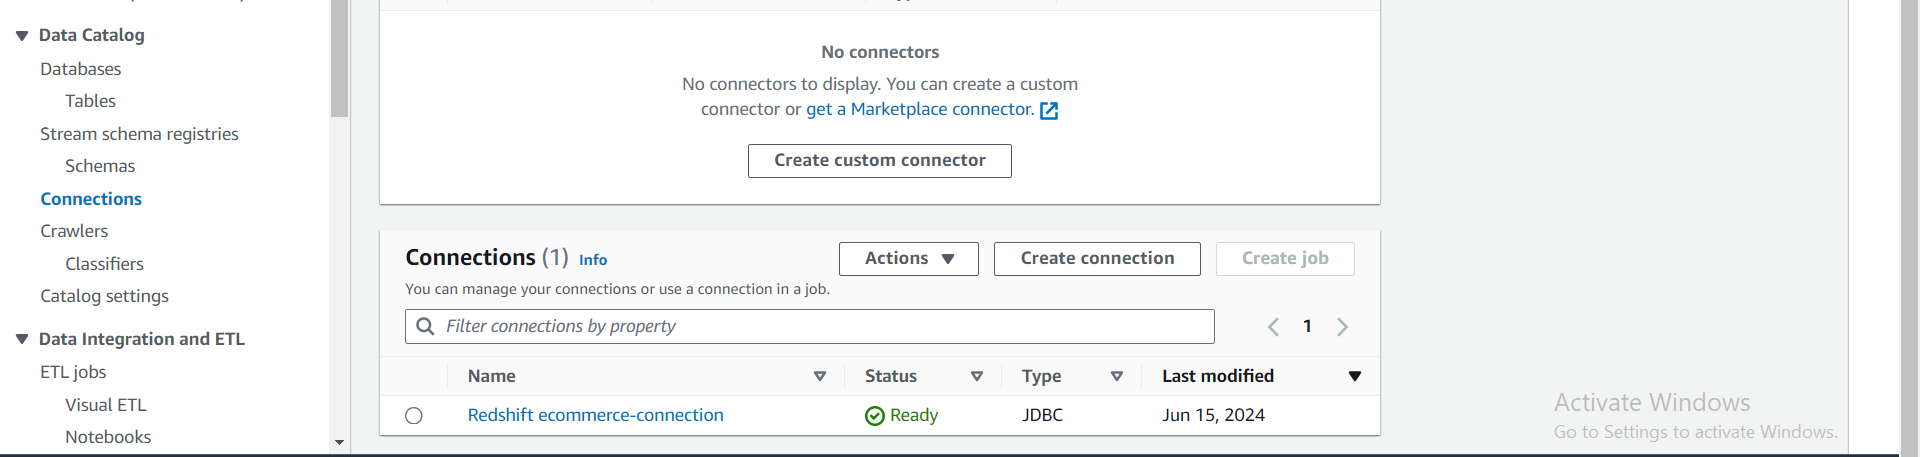 Data Catalog
Databases
Tables
Stream schema registries
Schemas
Connections
Crawlers
Classifiers
Catalog settings
Data Integration and ETL
ETL jobs
Visual ETL
Notebooks
No connectors
No connectors to display. You can create a custom
connector or get a Marketplace connector.
Create custom connector
Connections (1) Info
Actions
Create connection
Create job
You can manage your connections or use a connection in a job.
Filter connections by property
1
Name Status Type Last modified
Redshift ecommerce-connection Ready JDBC Jun 15, 2024
Activate Windows
Go to Settings to activate Windows.